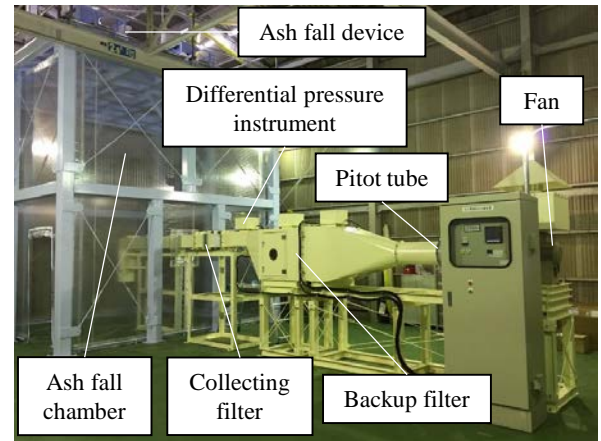 Ash fall device
Differential pressure
instrument
Fan
Pitot tube
Ash fall
chamber
Collecting
filter
Backup filter